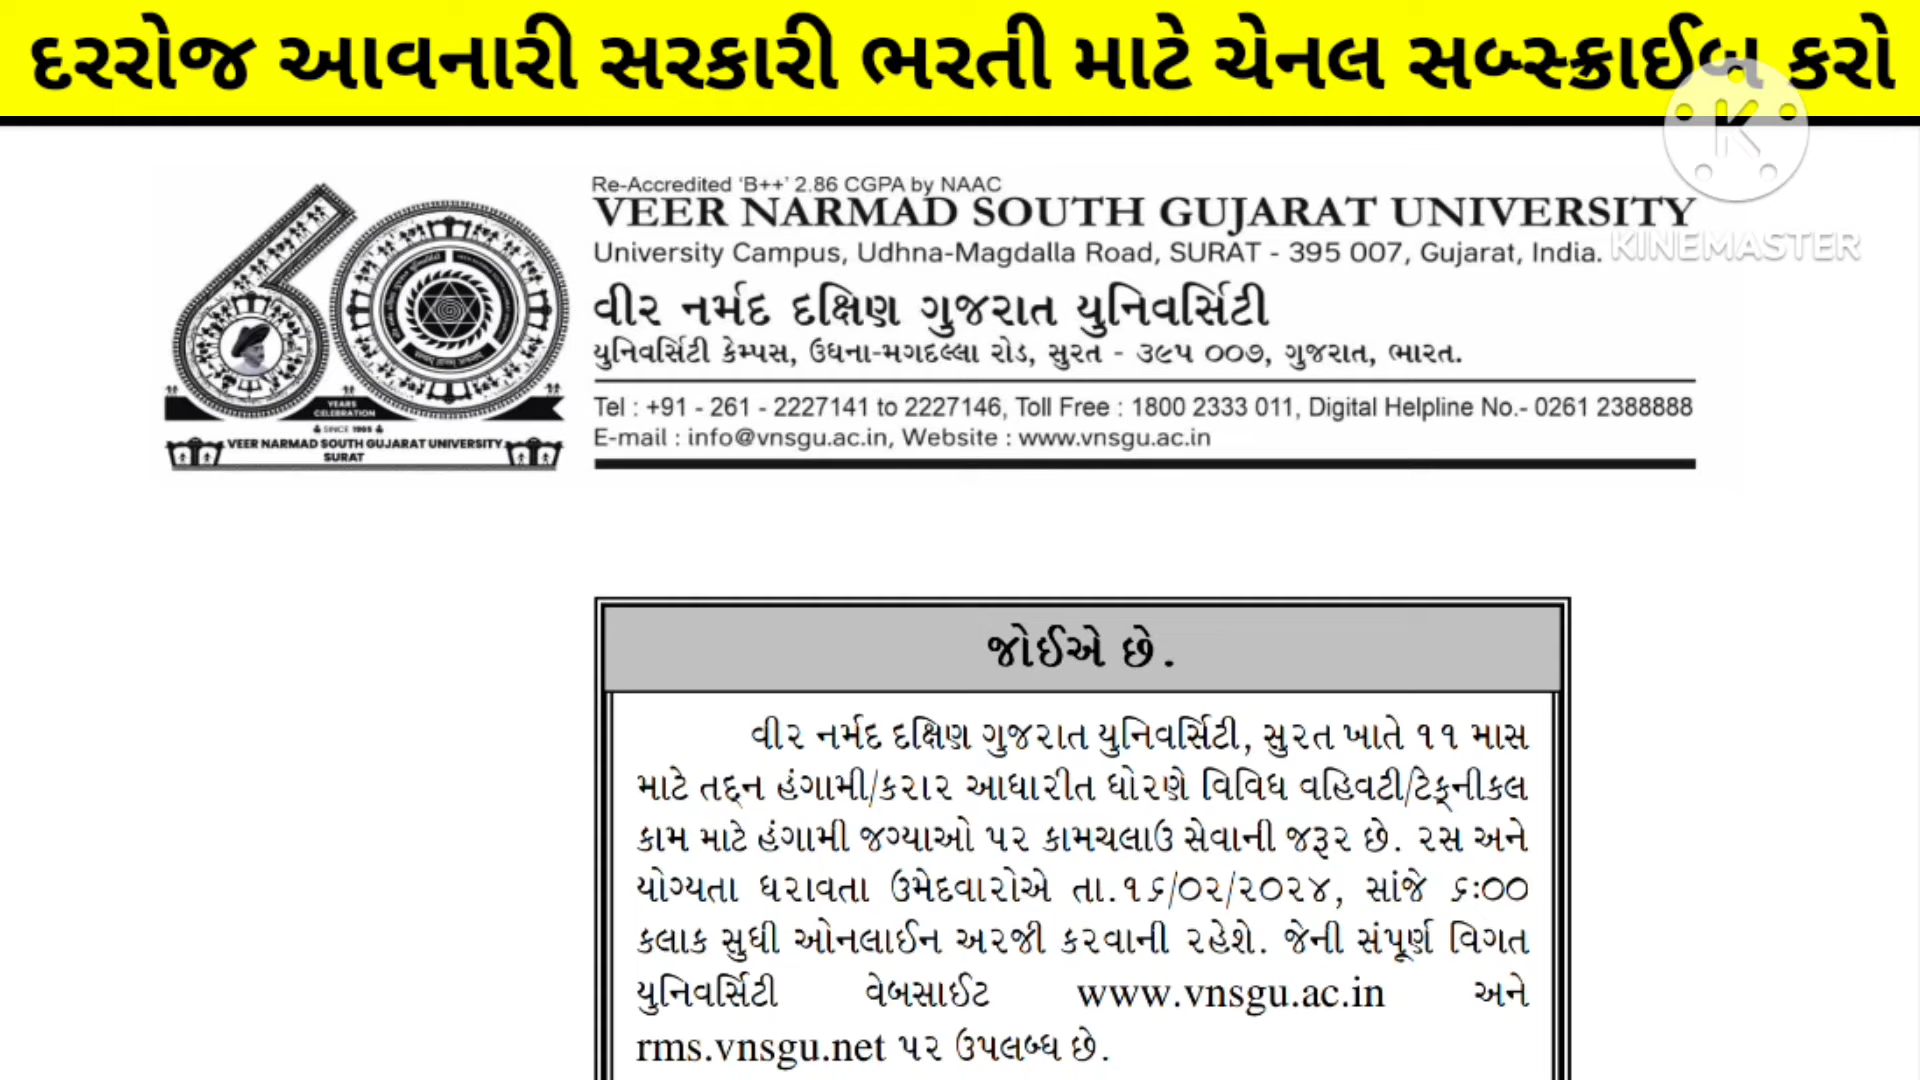 દરરોજ આવનારી સરકારી ભરતી માટે ચેનલ સબ્સ્ક્રાઈબ કરો
KINEMASTER
Re-Accredited 'B++' 2.86 CGPA by NAAC
VEER NARMAD SOUTH GUJARAT UNIVERSITY
University Campus, Udhna-Magdalla Road, SURAT - 395 007, Gujarat, India.
વીર નર્મદ દક્ષિણ ગુજરાત યુનિવર્સિટી
યુનિવર્સિટી કેમ્પસ, ઉધના-મગદલ્લા રોડ, સુરત - ૩૯૫ ૦૦૭, ગુજરાત, ભારત.
Tel : +91 - 261 - 2227141 to 2227146, Toll Free : 1800 2333 011, Digital Helpline No.- 0261 2388888
E-mail : info@vnsgu.ac.in, Website : www.vnsgu.ac.in
YEARS
CELEBRATION
SINCE 1965
VEER NARMAD SOUTH GUJARAT UNIVERSITY
SURAT
જોઈએ છે.
વીર નર્મદ દક્ષિણ ગુજરાત યુનિવર્સિટી, સુરત ખાતે ૧૧ માસ
માટે તદ્દન હંગામી/કરાર આધારીત ધોરણે વિવિધ વહિવટી/ટેક્નીકલ
કામ માટે હંગામી જગ્યાઓ પર કામચલાઉ સેવાની જરૂર છે. રસ અને
યોગ્યતા ધરાવતા ઉમેદવારોએ તા.૧૬/૦૨/૨૦૨૪, સાંજે ૬:૦૦
કલાક સુધી ઓનલાઈન અરજી કરવાની રહેશે. જેની સંપૂર્ણ વિગત
યુનિવર્સિટી વેબસાઈટ www.vnsgu.ac.in અને
rms.vnsgu.net પર ઉપલબ્ધ છે.